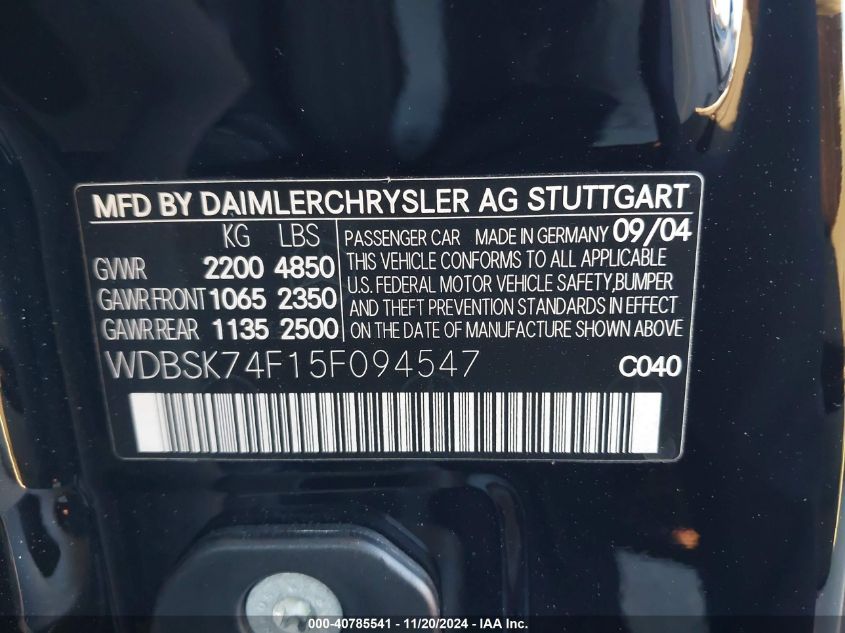 MFD BY DAIMLERCHRYSLER AG STUTTGART
KG LBS
GVWR 2200 4850
GAWR FRONT 1065 2350
GAWR REAR 1135 2500
PASSENGER CAR MADE IN GERMANY 09/04
THIS VEHICLE CONFORMS TO ALL APPLICABLE
U.S. FEDERAL MOTOR VEHICLE SAFETY, BUMPER
AND THEFT PREVENTION STANDARDS IN EFFECT
ON THE DATE OF MANUFACTURE SHOWN ABOVE
WDBSK74F15F094547 C040
000-40785541 - 11/20/2024 - IAA Inc.